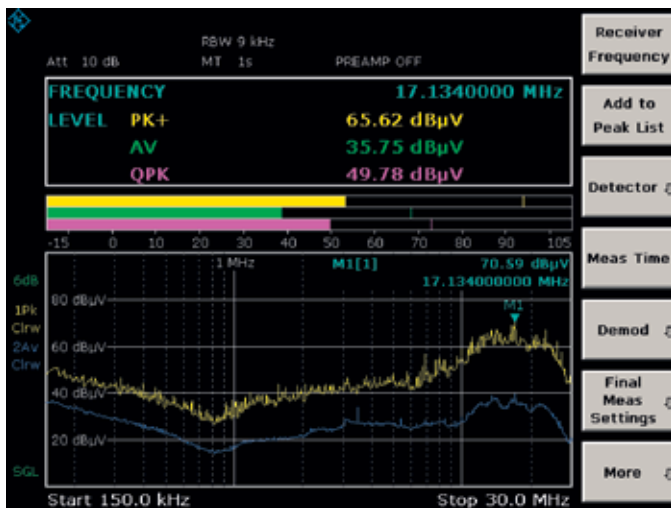 RBW 9 kHz
Att 10 dB MT 1s PREAMP OFF
FREQUENCY 17.1340000 MHz
LEVEL PK+ 65.62 dBµV
AV 35.75 dBµV
QPK 49.78 dBµV
-15 0 10 20 30 40 50 60 70 80 90 105
1 MHz M1[1] 70.59 dBµV
17.134000000 MHz
M1
6dB
1Pk
Clrw
2Av
Clrw
SGL
80 dBµV
60 dBµV
40 dBµV
20 dBµV
Start 150.0 kHz Stop 30.0 MHz
Receiver
Frequency
Add to
Peak List
Detector
Meas Time
Demod
Final
Meas
Settings
More